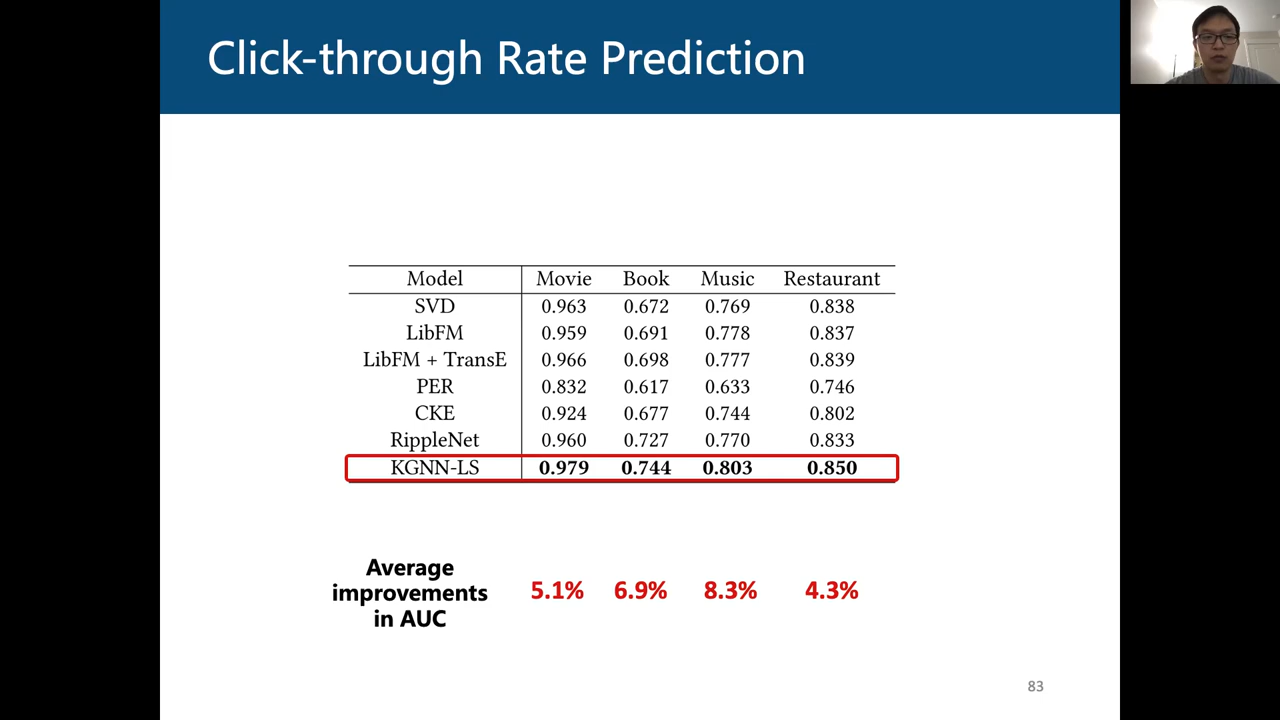 Click-through Rate Prediction
Model Movie Book Music Restaurant
SVD 0.963 0.672 0.769 0.838
LibFM 0.959 0.691 0.778 0.837
LibFM + TransE 0.966 0.698 0.777 0.839
PER 0.832 0.617 0.633 0.746
CKE 0.924 0.677 0.744 0.802
RippleNet 0.960 0.727 0.770 0.833
KGNN-LS 0.979 0.744 0.803 0.850
Average
improvements
in AUC
5.1% 6.9% 8.3% 4.3%
83